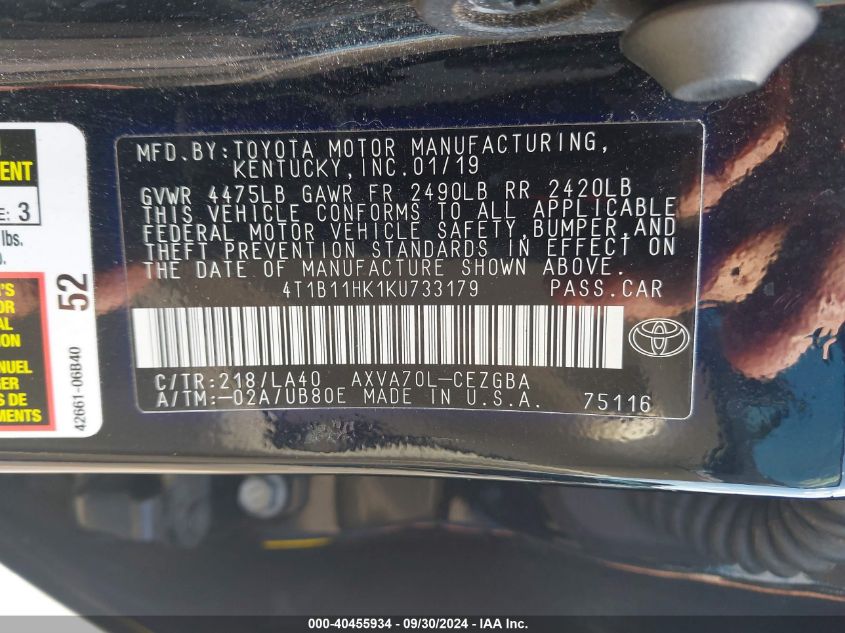 MFD.BY:TOYOTA MOTOR MANUFACTURING,
KENTUCKY,INC.01/19
GVWR 4475LB GAWR FR 2490LB RR 2420LB
THIS VEHICLE CONFORMS TO ALL APPLICABLE
FEDERAL MOTOR VEHICLE SAFETY,BUMPER,AND
THEFT PREVENTION STANDARDS IN EFFECT ON
THE DATE OF MANUFACTURE SHOWN ABOVE.
4T1B11HK1KU733179 PASS.CAR
C/TR:218/LA40 AXVA70L-CEZGBA
A/TM:-02A/UB80E MADE IN U.S.A. 75116
: 3
lbs.
52
42661-06B40
000-40455934 - 09/30/2024 - IAA Inc.